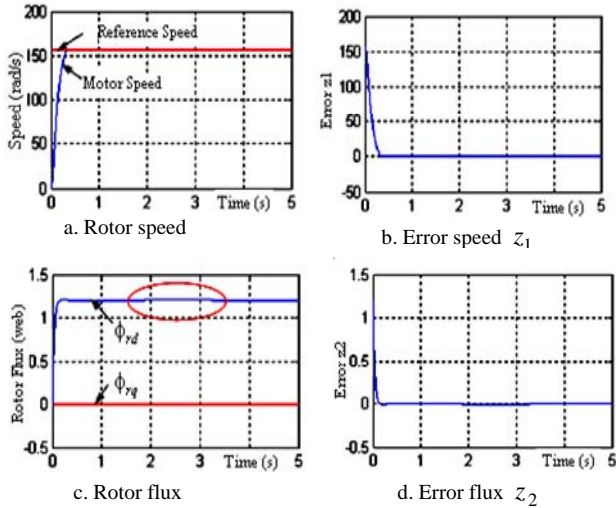 200
150
100
50
0
Speed (rad/s)
Reference Speed
Motor Speed
0 1 2 3 4 5
Time (s)
a. Rotor speed
200
150
100
50
0
-50
Error z1
0 1 2 3 4 5
Time (s)
b. Error speed z₁
1.5
1
0.5
0
-0.5
Rotor Flux (web)
ϕrd
ϕrq
0 1 2 3 4 5
Time (s)
c. Rotor flux
1.5
1
0.5
0
-0.5
Error z2
0 1 2 3 4 5
Time (s)
d. Error flux z₂